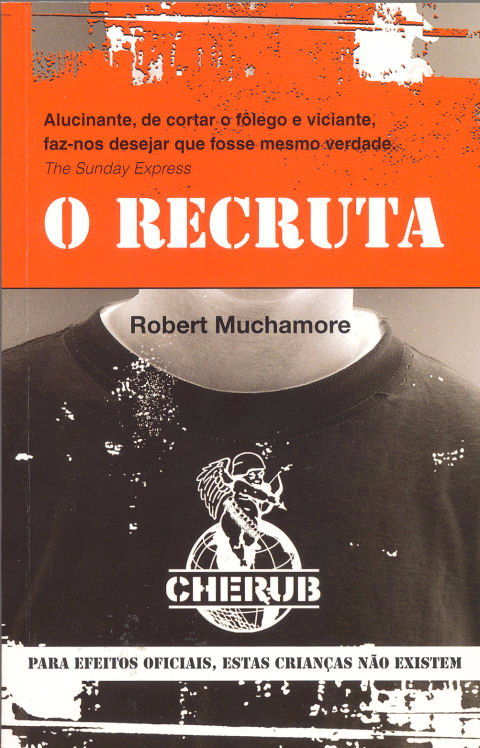 Alucinante, de cortar o fôlego e viciante,
faz-nos desejar que fosse mesmo verdade.
The Sunday Express
O RECRUTA
Robert Muchamore
CHERUB
PARA EFEITOS OFICIAIS, ESTAS CRIANÇAS NÃO EXISTEM